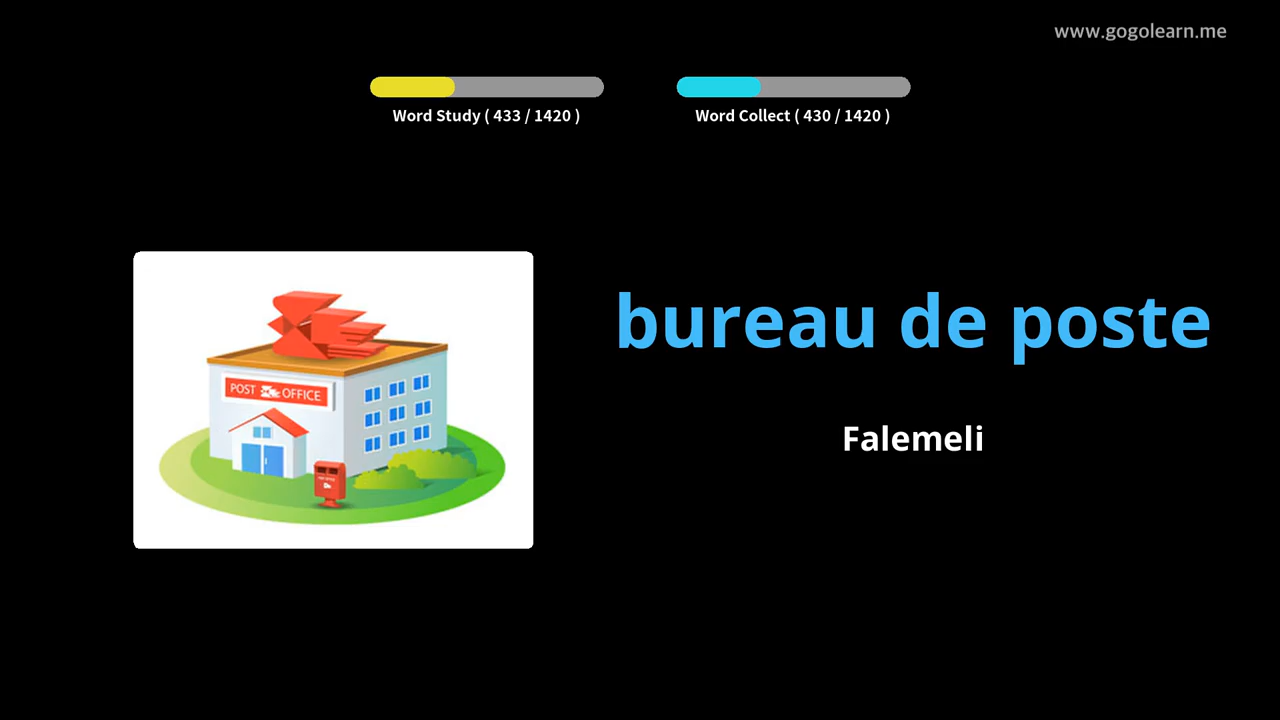 www.gogolearn.me
Word Study ( 433 / 1420 )
Word Collect ( 430 / 1420 )
POST OFFICE
bureau de poste
Falemeli